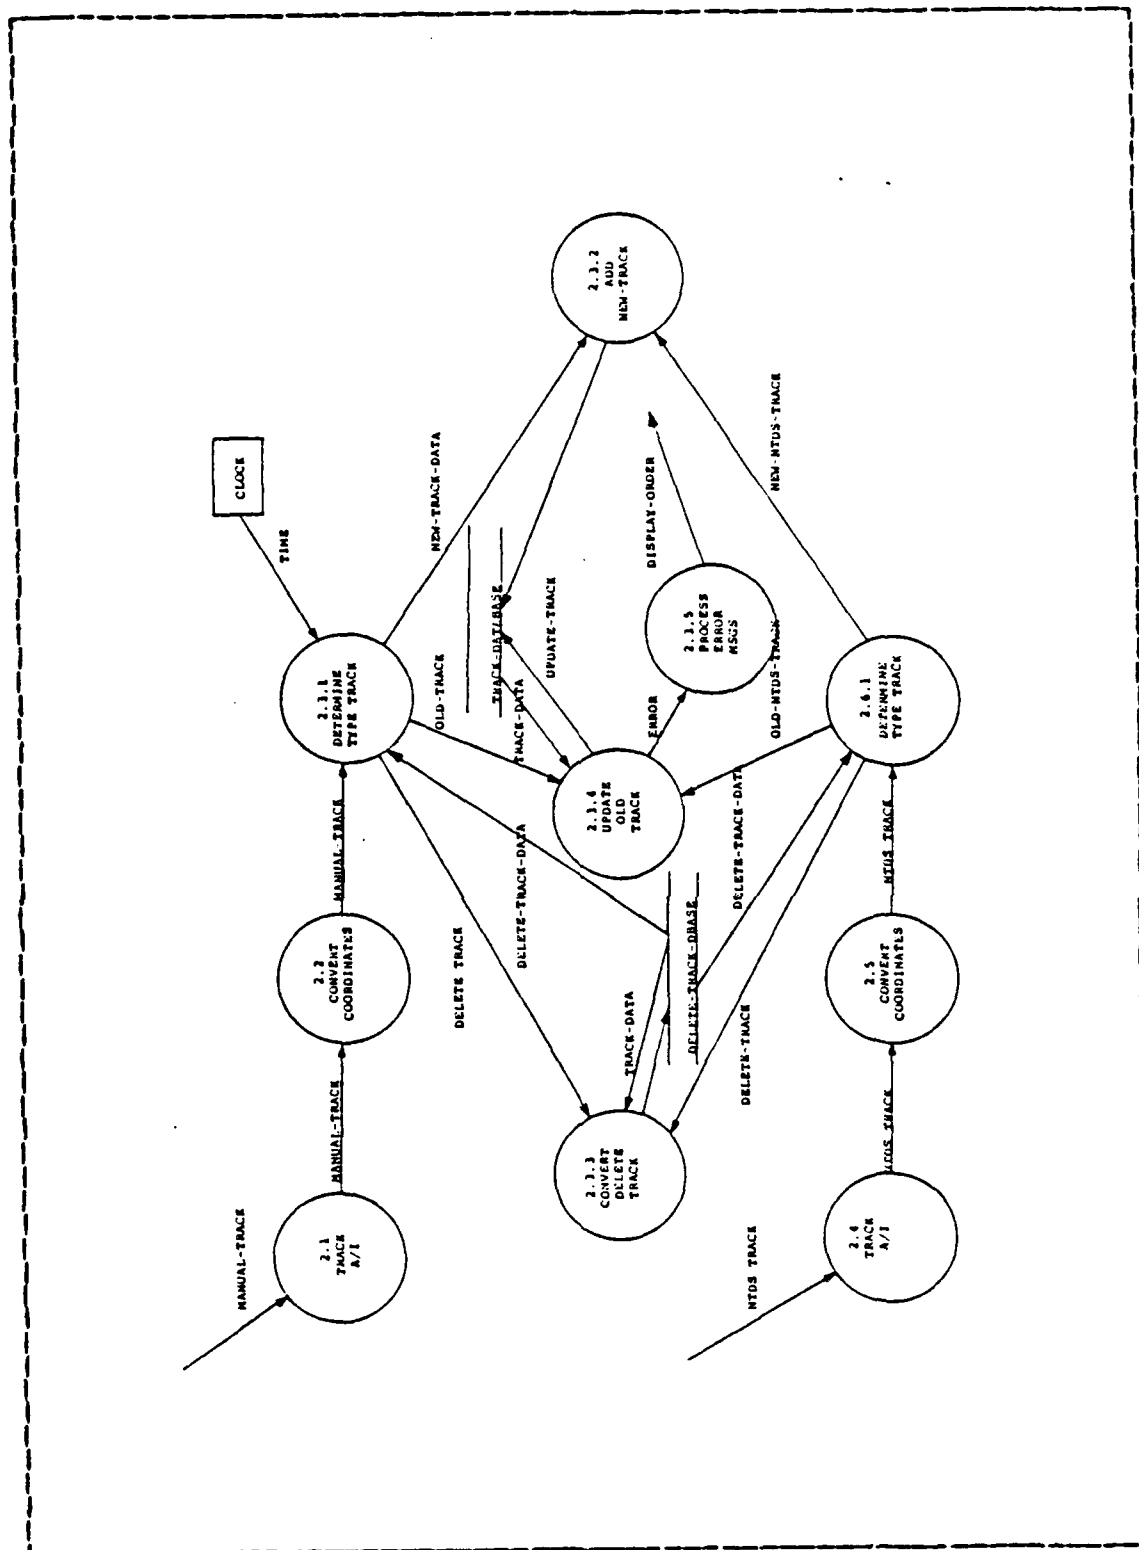 MANUAL-TRACK
2.1
TRACK
A/I
MANUAL-TRACK
2.2
CONVERT
COORDINATES
MANUAL-TRACK
2.3.1
DETERMINE
TYPE TRACK
TIME
CLOCK
DELETE TRACK
DELETE-TRACK-DATA
OLD-TRACK
NEW-TRACK-DATA
TRACK-DATABASE
TRACK-DATA
UPDATE-TRACK
2.3.3
CONVERT
DELETE
TRACK
TRACK-DATA
DELETE-TRACK-DBASE
2.3.4
UPDATE
OLD
TRACK
ERROR
2.3.5
PROCESS
ERROR
MSGS
DISPLAY-ORDER
2.3.2
ADD
NEW-TRACK
DELETE-TRACK
DELETE-TRACK-DATA
OLD-NTDS-TRACK
NEW-NTDS-TRACK
NTDS TRACK
2.4
TRACK
A/I
NTDS TRACK
2.5
CONVERT
COORDINATES
NTDS TRACK
2.6.1
DETERMINE
TYPE TRACK